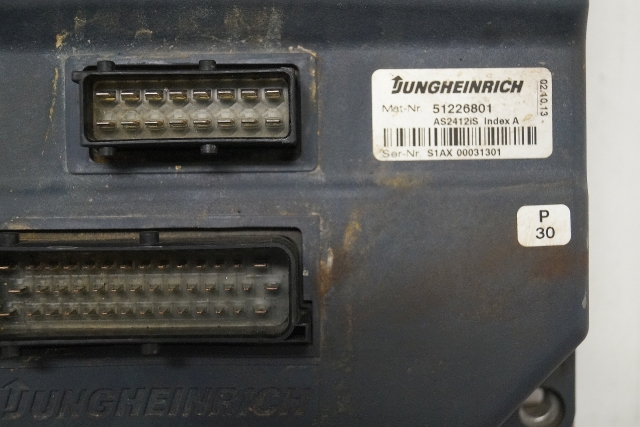 JUNGHEINRICH
Mat-Nr. 51226801
AS2412iS Index A
Ser-Nr. S1AX 00031301
02.10.13
P
30
JUNGHEINRICH